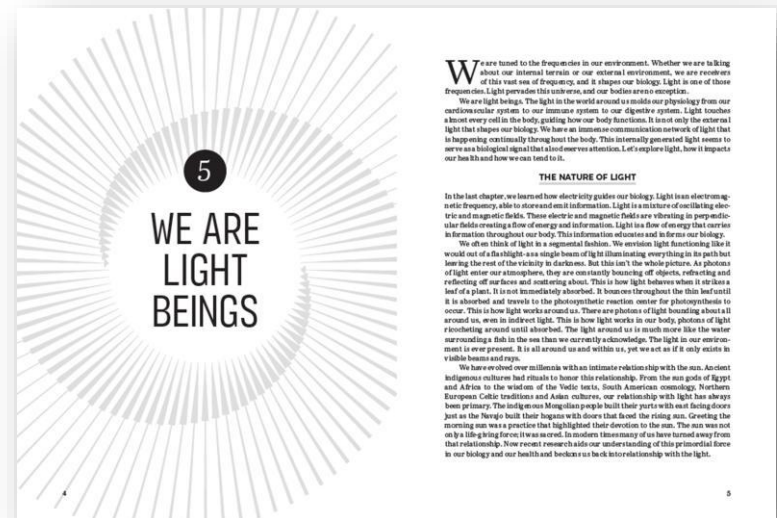 5
WE ARE
LIGHT
BEINGS
4
We are tuned to the frequencies in our environment. Whether we are talking
about our internal terrain or our external environment, we are receivers
of this vast sea of frequency, and it shapes our biology. Light is one of those
frequencies. Light pervades this universe, and our bodies are no exception.
We are light beings. The light in the world around us molds our physiology from our
cardiovascular system to our immune system to our digestive system. Light touches
almost every cell in the body, guiding how our body functions. It is not only the external
light that shapes our biology. We have an immense communication network of light that
is happening continually throughout the body. This internally generated light seems to
serve as a biological signal that also deserves attention. Let's explore light, how it impacts
our health and how we can tend to it.
THE NATURE OF LIGHT
In the last chapter, we learned how electricity guides our biology. Light is an electromag-
netic frequency, able to store and emit information. Light is a mixture of oscillating elec-
tric and magnetic fields. These electric and magnetic fields are vibrating in perpendic-
ular fields creating a flow of energy and information. Light is a flow of energy that carries
information throughout our body. This information educates and informs our biology.
We often think of light in a segmental fashion. We envision light functioning like it
would out of a flashlight-as a single beam of light illuminating everything in its path but
leaving the rest of the vicinity in darkness. But this isn't the whole picture. As photons
of light enter our atmosphere, they are constantly bouncing off objects, refracting and
reflecting off surfaces and scattering about. This is how light behaves when it strikes a
leaf of a plant. It is not immediately absorbed. It bounces throughout the thin leaf until
it is absorbed and travels to the photosynthetic reaction center for photosynthesis to
occur. This is how light works around us. There are photons of light bounding about all
around us, even in indirect light. This is how light works in our body, photons of light
ricocheting around until absorbed. The light around us is much more like the water
surrounding a fish in the sea than we currently acknowledge. The light in our environ-
ment is ever present. It is all around us and within us, yet we act as if it only exists in
visible beams and rays.
We have evolved over millennia with an intimate relationship with the sun. Ancient
indigenous cultures had rituals to honor this relationship. From the sun gods of Egypt
and Africa to the wisdom of the Vedic texts, South American cosmology, Northern
European Celtic traditions and Asian cultures, our relationship with light has always
been primary. The indigenous Mongolian people built their yurts with east facing doors
just as the Navajo built their hogans with doors that faced the rising sun. Greeting the
morning sun was a practice that highlighted their devotion to the sun. The sun was not
only a life-giving force; it was sacred. In modern times many of us have turned away from
that relationship. Now recent research aids our understanding of this primordial force
in our biology and our health and beckons us back into relationship with the light.
5